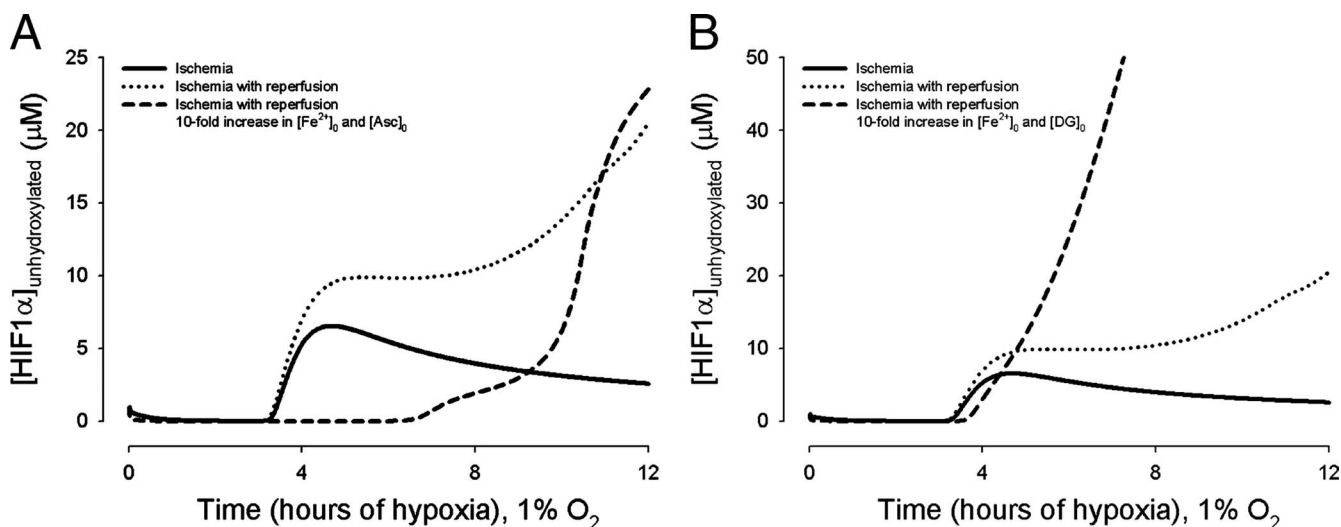 A
25
20
15
10
5
0
[HIF1α]unhydroxylated (μM)
Ischemia
Ischemia with reperfusion
Ischemia with reperfusion
10-fold increase in [Fe²⁺]₀ and [Asc]₀
0 4 8 12
Time (hours of hypoxia), 1% O₂
B
50
40
30
20
10
0
[HIF1α]unhydroxylated (μM)
Ischemia
Ischemia with reperfusion
Ischemia with reperfusion
10-fold increase in [Fe²⁺]₀ and [DG]₀
0 4 8 12
Time (hours of hypoxia), 1% O₂